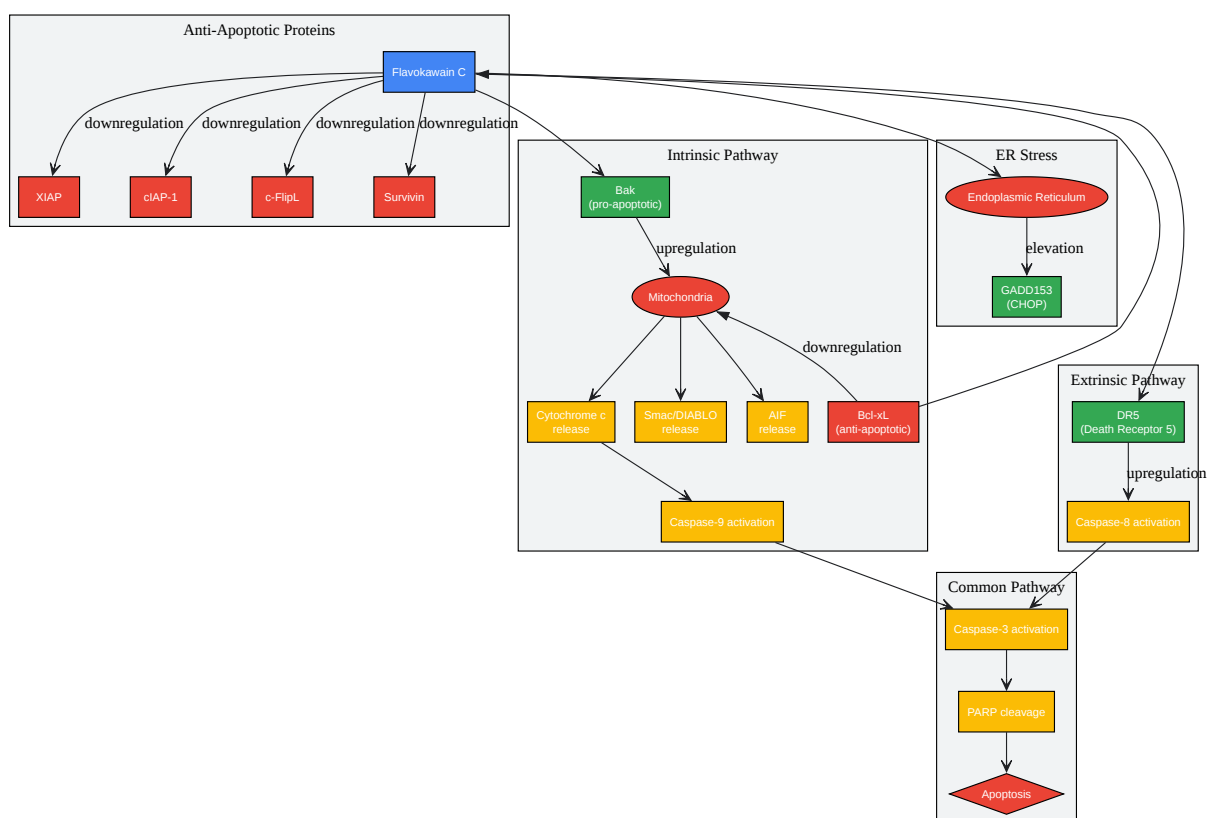 Anti-Apoptotic Proteins
Flavokawain C
downregulation
downregulation
downregulation
downregulation
XIAP
cIAP-1
c-FlipL
Survivin
Intrinsic Pathway
Bak
(pro-apoptotic)
upregulation
Mitochondria
downregulation
Cytochrome c
release
Smac/DIABLO
release
AIF
release
Bcl-xL
(anti-apoptotic)
Caspase-9 activation
ER Stress
Endoplasmic Reticulum
elevation
GADD153
(CHOP)
Extrinsic Pathway
DR5
(Death Receptor 5)
upregulation
Caspase-8 activation
Common Pathway
Caspase-3 activation
PARP cleavage
Apoptosis